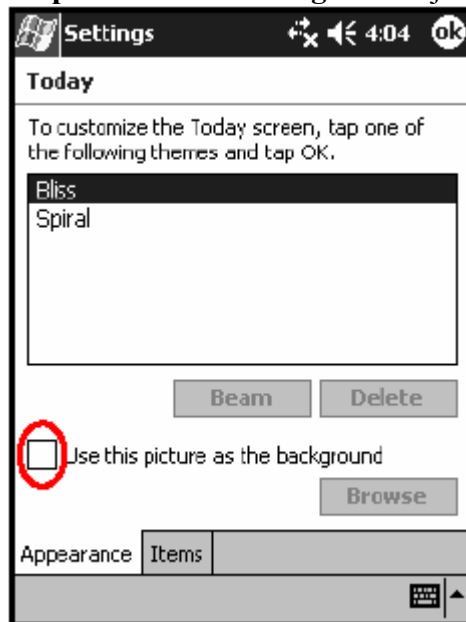 Settings 4:04 ok
Today
To customize the Today screen, tap one of
the following themes and tap OK.
Bliss
Spiral
Beam Delete
Use this picture as the background
Browse
Appearance Items